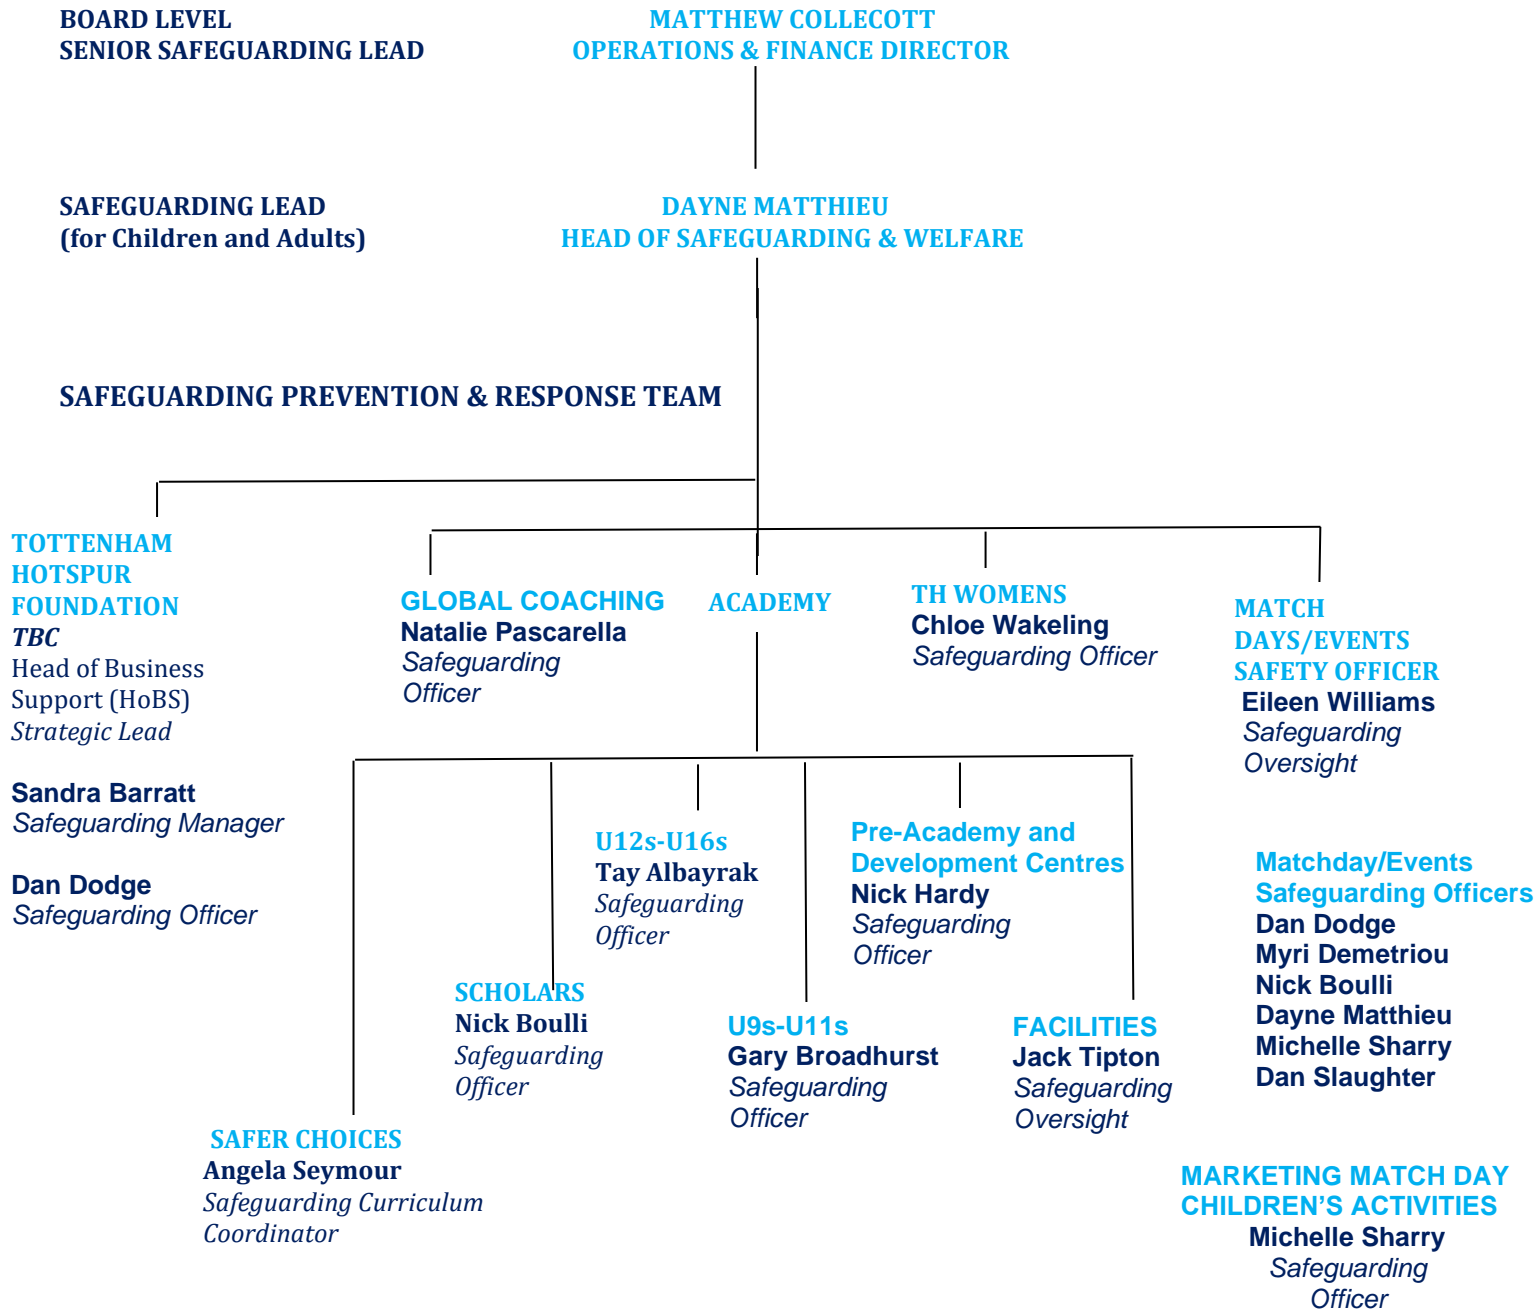 BOARD LEVEL
SENIOR SAFEGUARDING LEAD
MATTHEW COLLECOTT
OPERATIONS & FINANCE DIRECTOR
SAFEGUARDING LEAD
(for Children and Adults)
DAYNE MATTHIEU
HEAD OF SAFEGUARDING & WELFARE
SAFEGUARDING PREVENTION & RESPONSE TEAM
TOTTENHAM
HOTSPUR
FOUNDATION
TBC
Head of Business
Support (HoBS)
Strategic Lead
Sandra Barratt
Safeguarding Manager
Dan Dodge
Safeguarding Officer
GLOBAL COACHING
Natalie Pascarella
Safeguarding
Officer
ACADEMY
TH WOMENS
Chloe Wakeling
Safeguarding Officer
MATCH
DAYS/EVENTS
SAFETY OFFICER
Eileen Williams
Safeguarding
Oversight
SAFER CHOICES
Angela Seymour
Safeguarding Curriculum
Coordinator
SCHOLARS
Nick Boulli
Safeguarding
Officer
U12s-U16s
Tay Albayrak
Safeguarding
Officer
U9s-U11s
Gary Broadhurst
Safeguarding
Officer
Pre-Academy and
Development Centres
Nick Hardy
Safeguarding
Officer
FACILITIES
Jack Tipton
Safeguarding
Oversight
Matchday/Events
Safeguarding Officers
Dan Dodge
Myri Demetriou
Nick Boulli
Dayne Matthieu
Michelle Sharry
Dan Slaughter
MARKETING MATCH DAY
CHILDREN’S ACTIVITIES
Michelle Sharry
Safeguarding
Officer